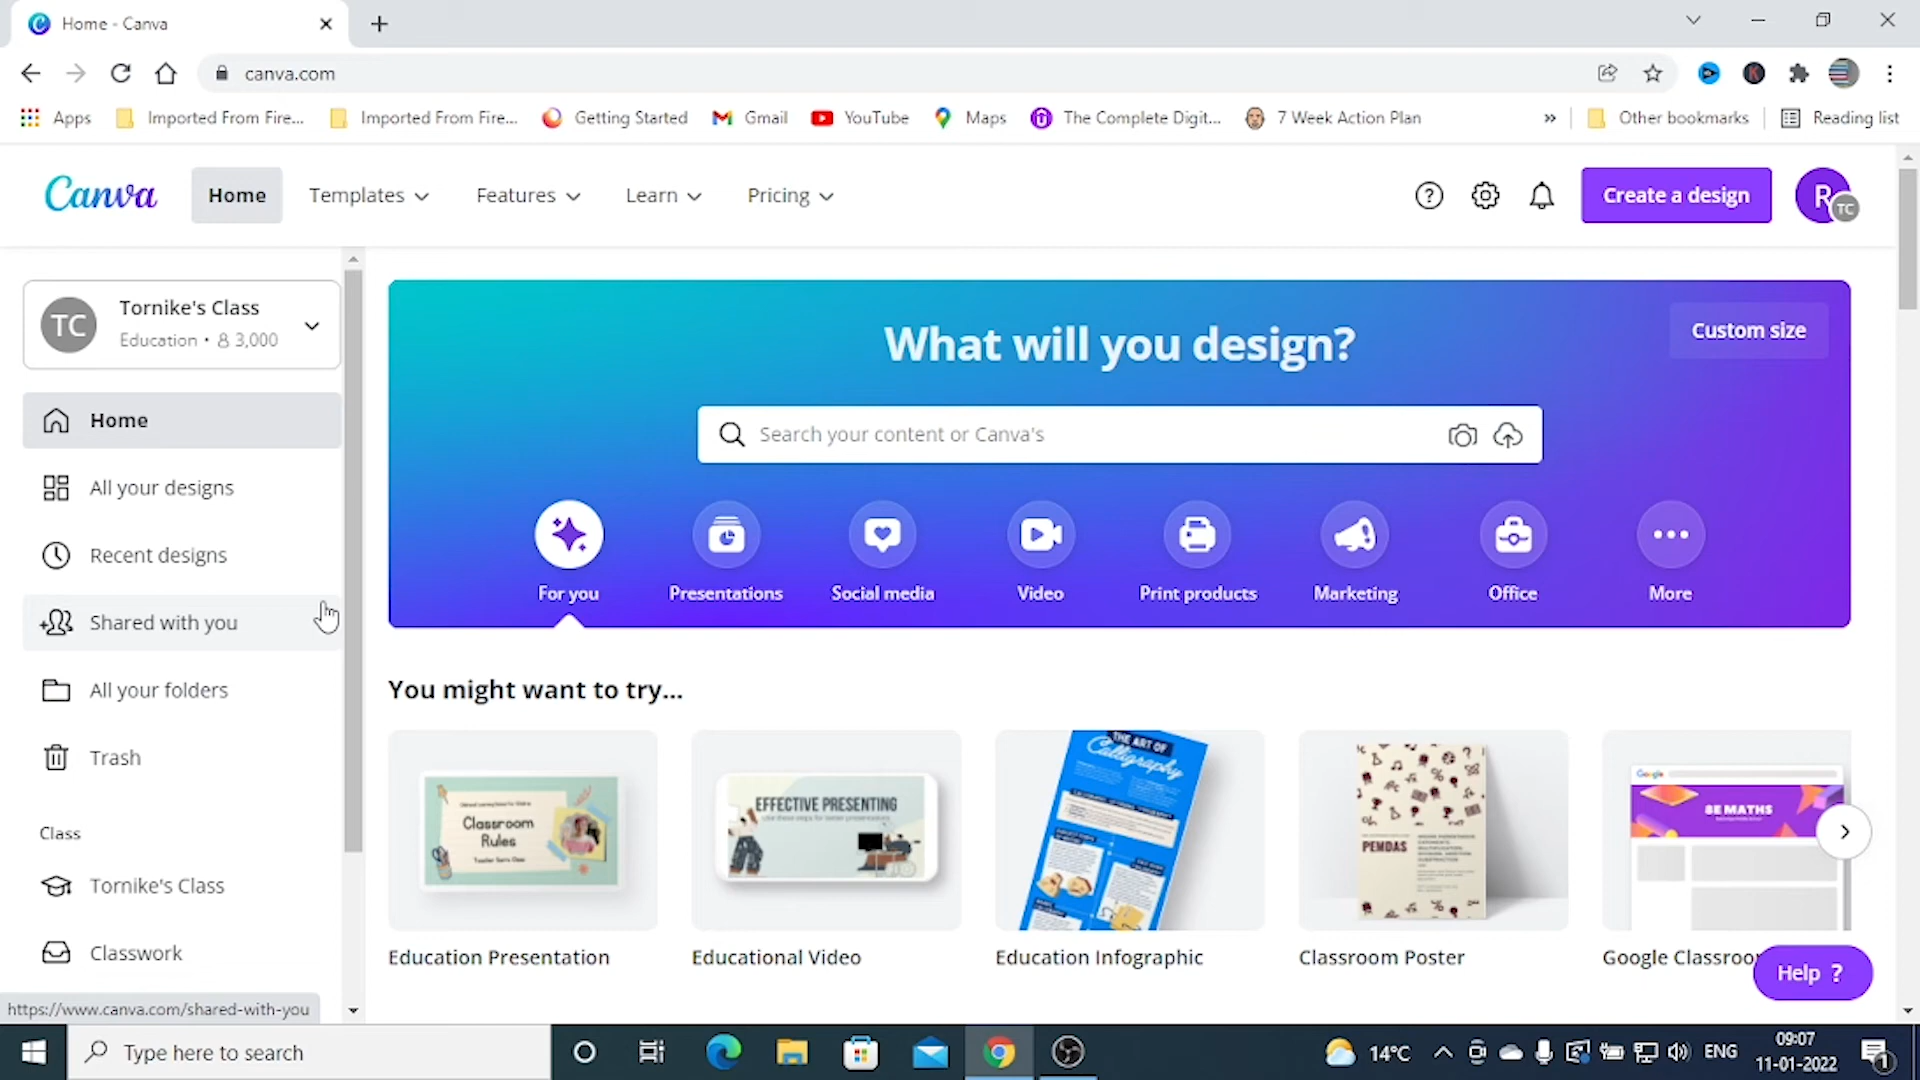 Home - Canva
canva.com
Apps
Imported From Fire...
Imported From Fire...
Getting Started
Gmail
YouTube
Maps
The Complete Digit...
7 Week Action Plan
»
Other bookmarks
Reading list
Canva
Home
Templates
Features
Learn
Pricing
Create a design
R
TC
TC
Tornike's Class
Education • 3,000
Home
All your designs
Recent designs
Shared with you
All your folders
Trash
Class
Tornike's Class
Classwork
https://www.canva.com/shared-with-you
What will you design?
Custom size
Search your content or Canva's
For you
Presentations
Social media
Video
Print products
Marketing
Office
More
You might want to try...
Classroom
Rules
EFFECTIVE PRESENTING
THE ART OF
Calligraphy
PEMDAS
Google
8E MATHS
Education Presentation
Educational Video
Education Infographic
Classroom Poster
Google Classroo
Help ?
Type here to search
14°C
ENG
09:07
11-01-2022
1